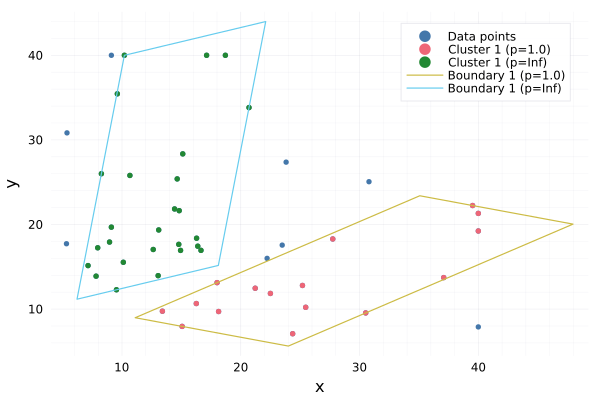 Data points
Cluster 1 (p=1.0)
Cluster 1 (p=Inf)
Boundary 1 (p=1.0)
Boundary 1 (p=Inf)
40
30
20
10
y
10 20 30 40
x